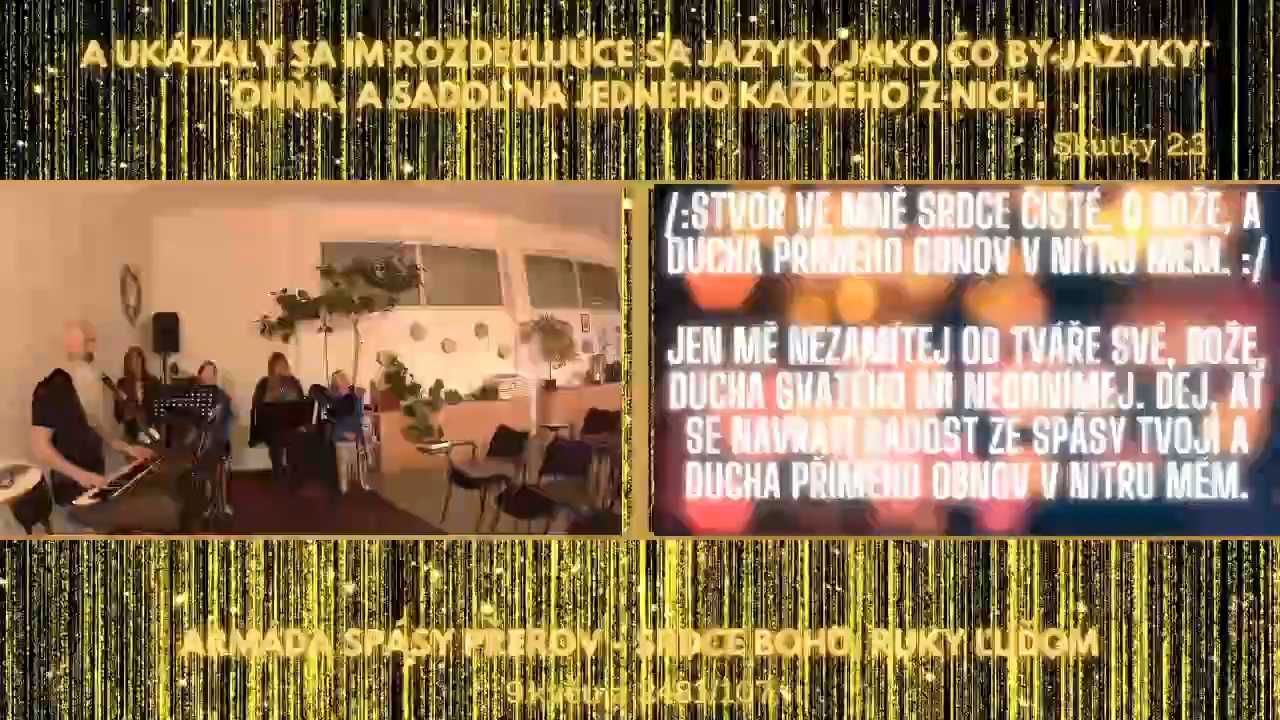 A UKÁZALY SA IM ROZDEĽUJÚCE SA JAZYKY JAKO ČO BY JAZYKY
OHŇA, A SADOL NA JEDNÉHO KAŽDÉHO Z NICH.
Skutky 2:3
/:STVOŘ VE MNĚ SRDCE ČISTÉ, Ó BOŽE, A
DUCHA PŘÍMÉHO OBNOV V NITRU MÉM. :/
JEN MĚ NEZAMÍTEJ OD TVÁŘE SVÉ, BOŽE,
DUCHA SVATÉHO MI NEODNÍMEJ. DEJ, AŤ
SE NAVRÁTÍ RADOST ZE SPÁSY TVOJÍ A
DUCHA PŘÍMÉHO OBNOV V NITRU MÉM.
ARMÁDA SPÁSY PŘEROV - SRDCE BOHU, RUKY ĽUĎOM